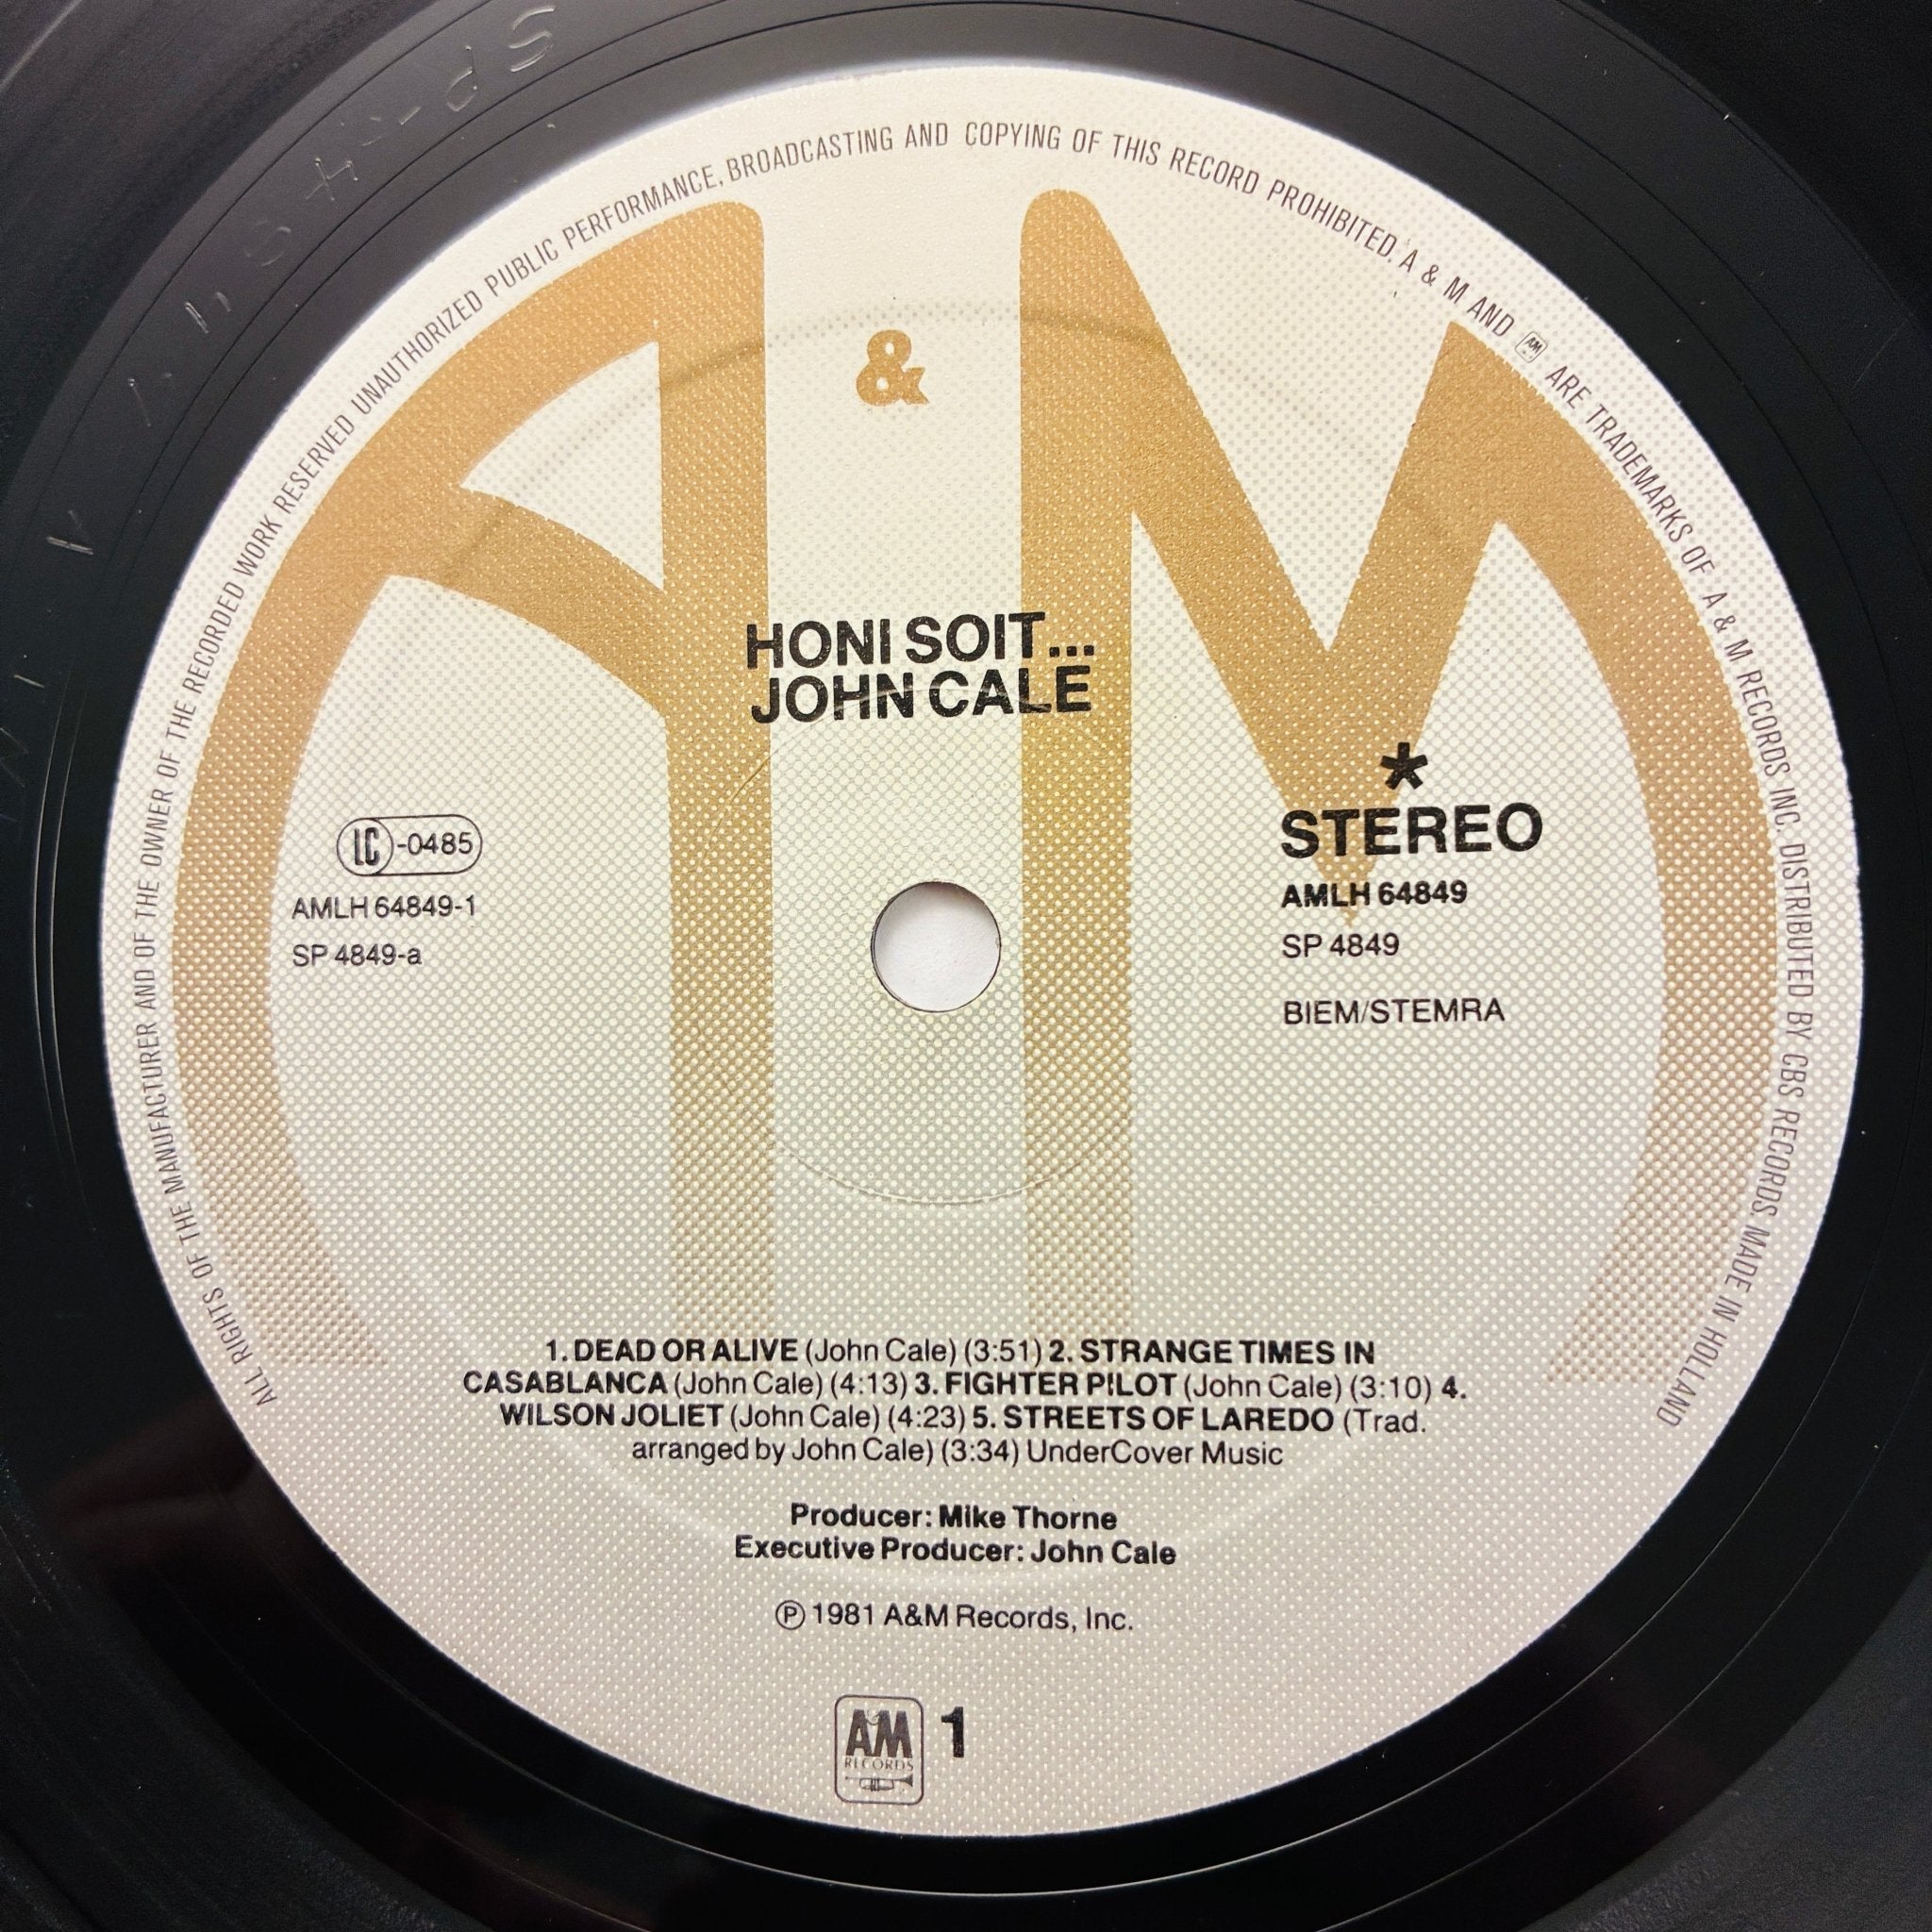 ALL RIGHTS OF THE MANUFACTURER AND OF THE OWNER OF THE RECORDED WORK RESERVED UNAUTHORIZED PUBLIC PERFORMANCE, BROADCASTING AND COPYING OF THIS RECORD PROHIBITED. A & M AND AM ARE TRADEMARKS OF A & M RECORDS INC. DISTRIBUTED BY CBS RECORDS. MADE IN HOLLAND
A & M
HONI SOIT...
JOHN CALE
*
STEREO
LC-0485
AMLH 64849-1
SP 4849-a
AMLH 64849
SP 4849
BIEM/STEMRA
1. DEAD OR ALIVE (John Cale) (3:51) 2. STRANGE TIMES IN
CASABLANCA (John Cale) (4:13) 3. FIGHTER PILOT (John Cale) (3:10) 4.
WILSON JOLIET (John Cale) (4:23) 5. STREETS OF LAREDO (Trad.
arranged by John Cale) (3:34) UnderCover Music
Producer: Mike Thorne
Executive Producer: John Cale
℗ 1981 A&M Records, Inc.
AM
RECORDS
1